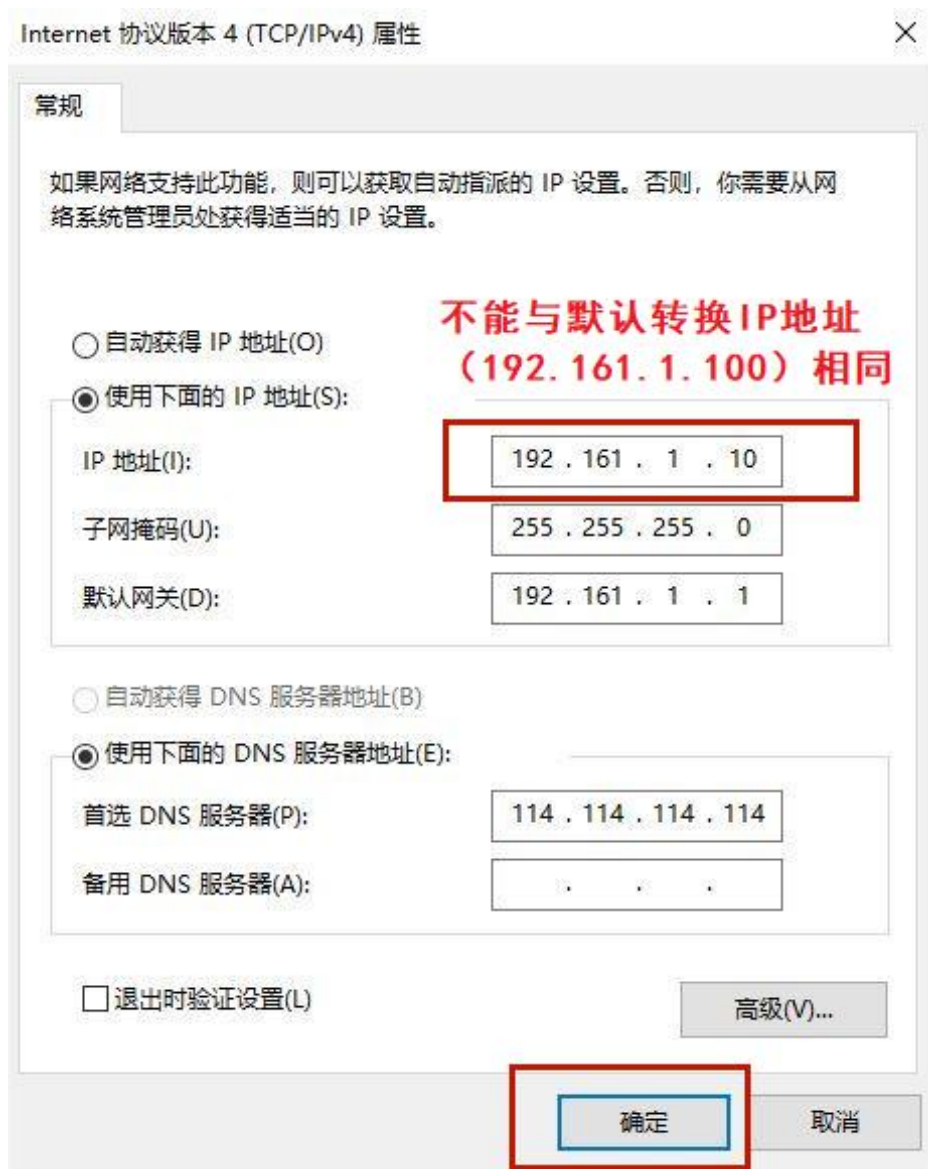 Internet 协议版本 4 (TCP/IPv4) 属性
常规
如果网络支持此功能，则可以获取自动指派的 IP 设置。否则，你需要从网
络系统管理员处获得适当的 IP 设置。
不能与默认转换IP地址
（192.161.1.100）相同
自动获得 IP 地址(O)
使用下面的 IP 地址(S):
IP 地址(I): 192 . 161 . 1 . 10
子网掩码(U): 255 . 255 . 255 . 0
默认网关(D): 192 . 161 . 1 . 1
自动获得 DNS 服务器地址(B)
使用下面的 DNS 服务器地址(E):
首选 DNS 服务器(P): 114 . 114 . 114 . 114
备用 DNS 服务器(A): . . .
退出时验证设置(L)
高级(V)...
确定 取消